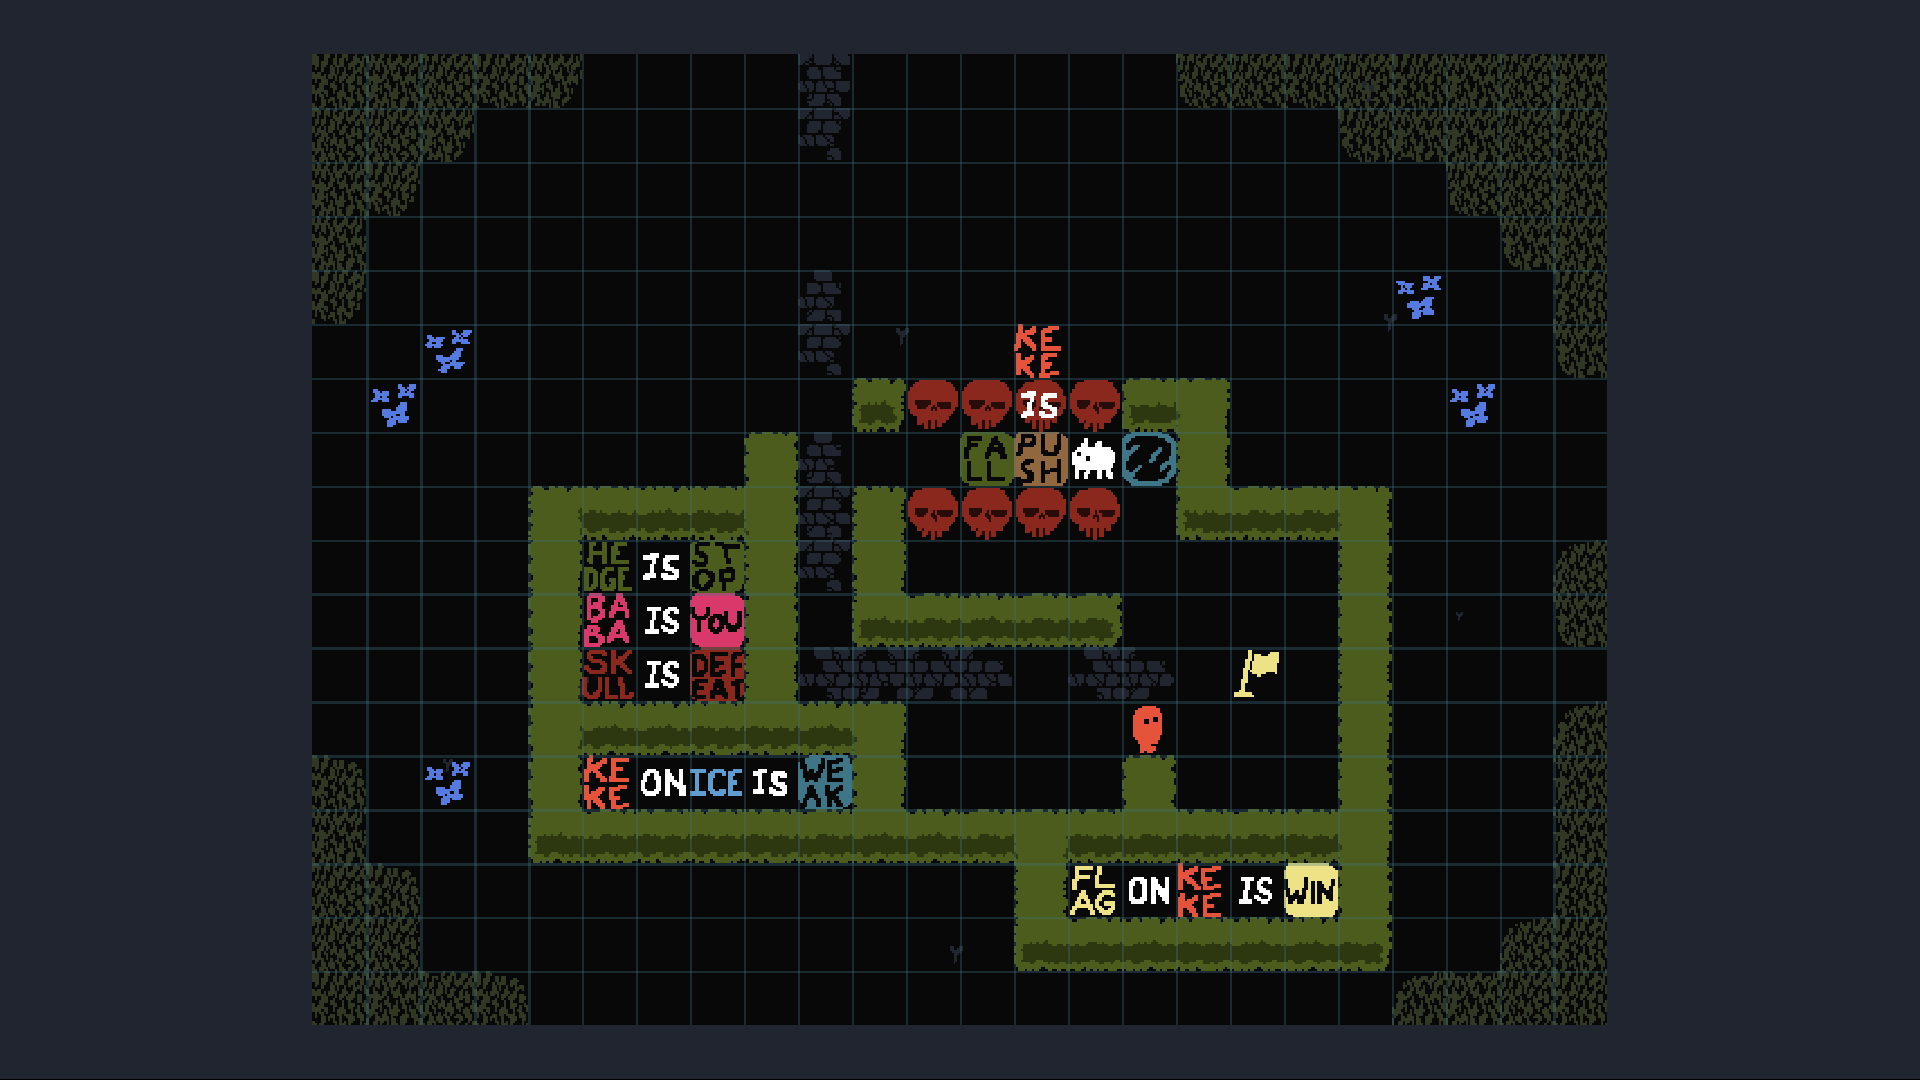 KEKE
IS
FALL PUSH
HEDGE IS STOP
BABA IS YOU
SKULL IS DEFEAT
KEKE ON ICE IS WEAK
FLAG ON KEKE IS WIN